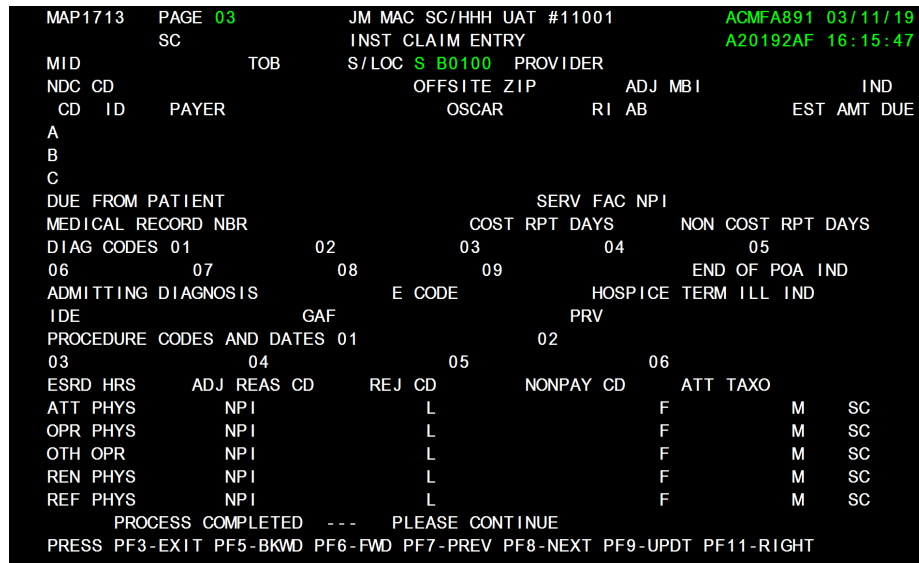 MAP1713 PAGE 03 JM MAC SC/HHH UAT #11001 ACMFA891 03/11/19
SC INST CLAIM ENTRY A20192AF 16:15:47
MID TOB S/LOC S B0100 PROVIDER
NDC CD OFFSITE ZIP ADJ MBI IND
CD ID PAYER OSCAR RI AB EST AMT DUE
A
B
C
DUE FROM PATIENT SERV FAC NPI
MEDICAL RECORD NBR COST RPT DAYS NON COST RPT DAYS
DIAG CODES 01 02 03 04 05
06 07 08 09 END OF POA IND
ADMITTING DIAGNOSIS E CODE HOSPICE TERM ILL IND
IDE GAF PRV
PROCEDURE CODES AND DATES 01 02
03 04 05 06
ESRD HRS ADJ REAS CD REJ CD NONPAY CD ATT TAXO
ATT PHYS NPI L F M SC
OPR PHYS NPI L F M SC
OTH OPR NPI L F M SC
REN PHYS NPI L F M SC
REF PHYS NPI L F M SC
PROCESS COMPLETED --- PLEASE CONTINUE
PRESS PF3-EXIT PF5-BKWD PF6-FWD PF7-PREV PF8-NEXT PF9-UPDT PF11-RIGHT